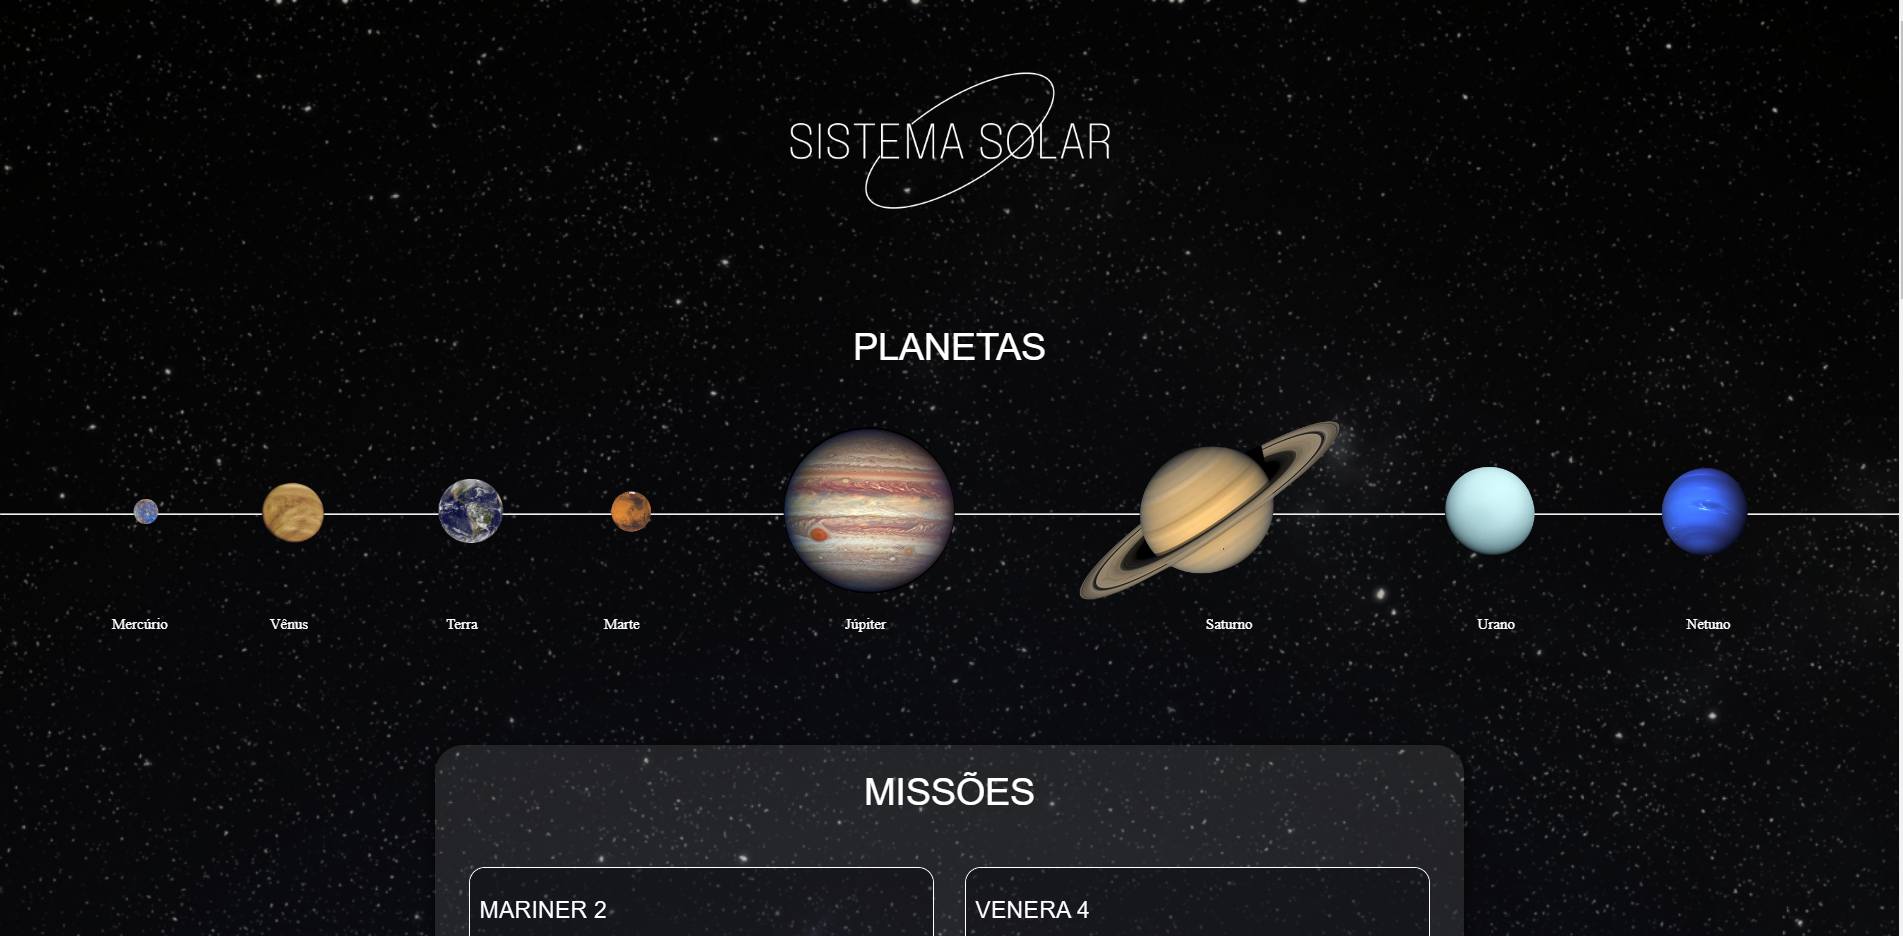 SISTEMA SOLAR
PLANETAS
Mercúrio Vênus Terra Marte Júpiter Saturno Urano Netuno
MISSÕES
MARINER 2 VENERA 4